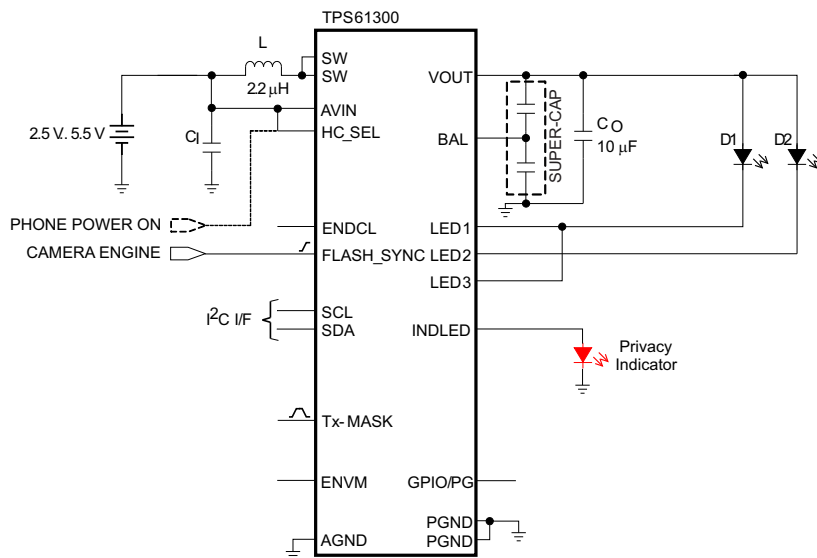 TPS61300
L
2.2 μH
SW
SW
AVIN
HC_SEL
2.5 V. 5.5 V
CI
PHONE POWER ON
CAMERA ENGINE
ENDCL
FLASH_SYNC
I2C I/F
SCL
SDA
Tx- MASK
ENVM
AGND
VOUT
BAL
SUPER-CAP
CO
10 μF
D1
D2
LED1
LED2
LED3
INDLED
Privacy
Indicator
GPIO/PG
PGND
PGND